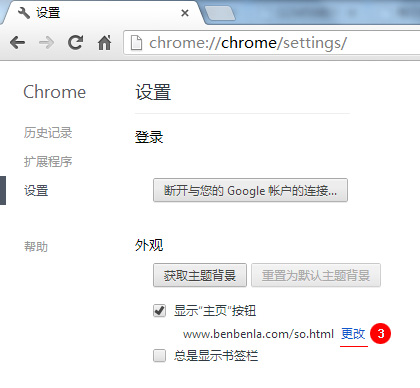 设置
chrome://chrome/settings/
Chrome
设置
历史记录
登录
扩展程序
设置
断开与您的 Google 帐户的连接...
帮助
外观
获取主题背景 重置为默认主题背景
显示“主页”按钮
www.benbenla.com/so.html 更改 3
总是显示书签栏